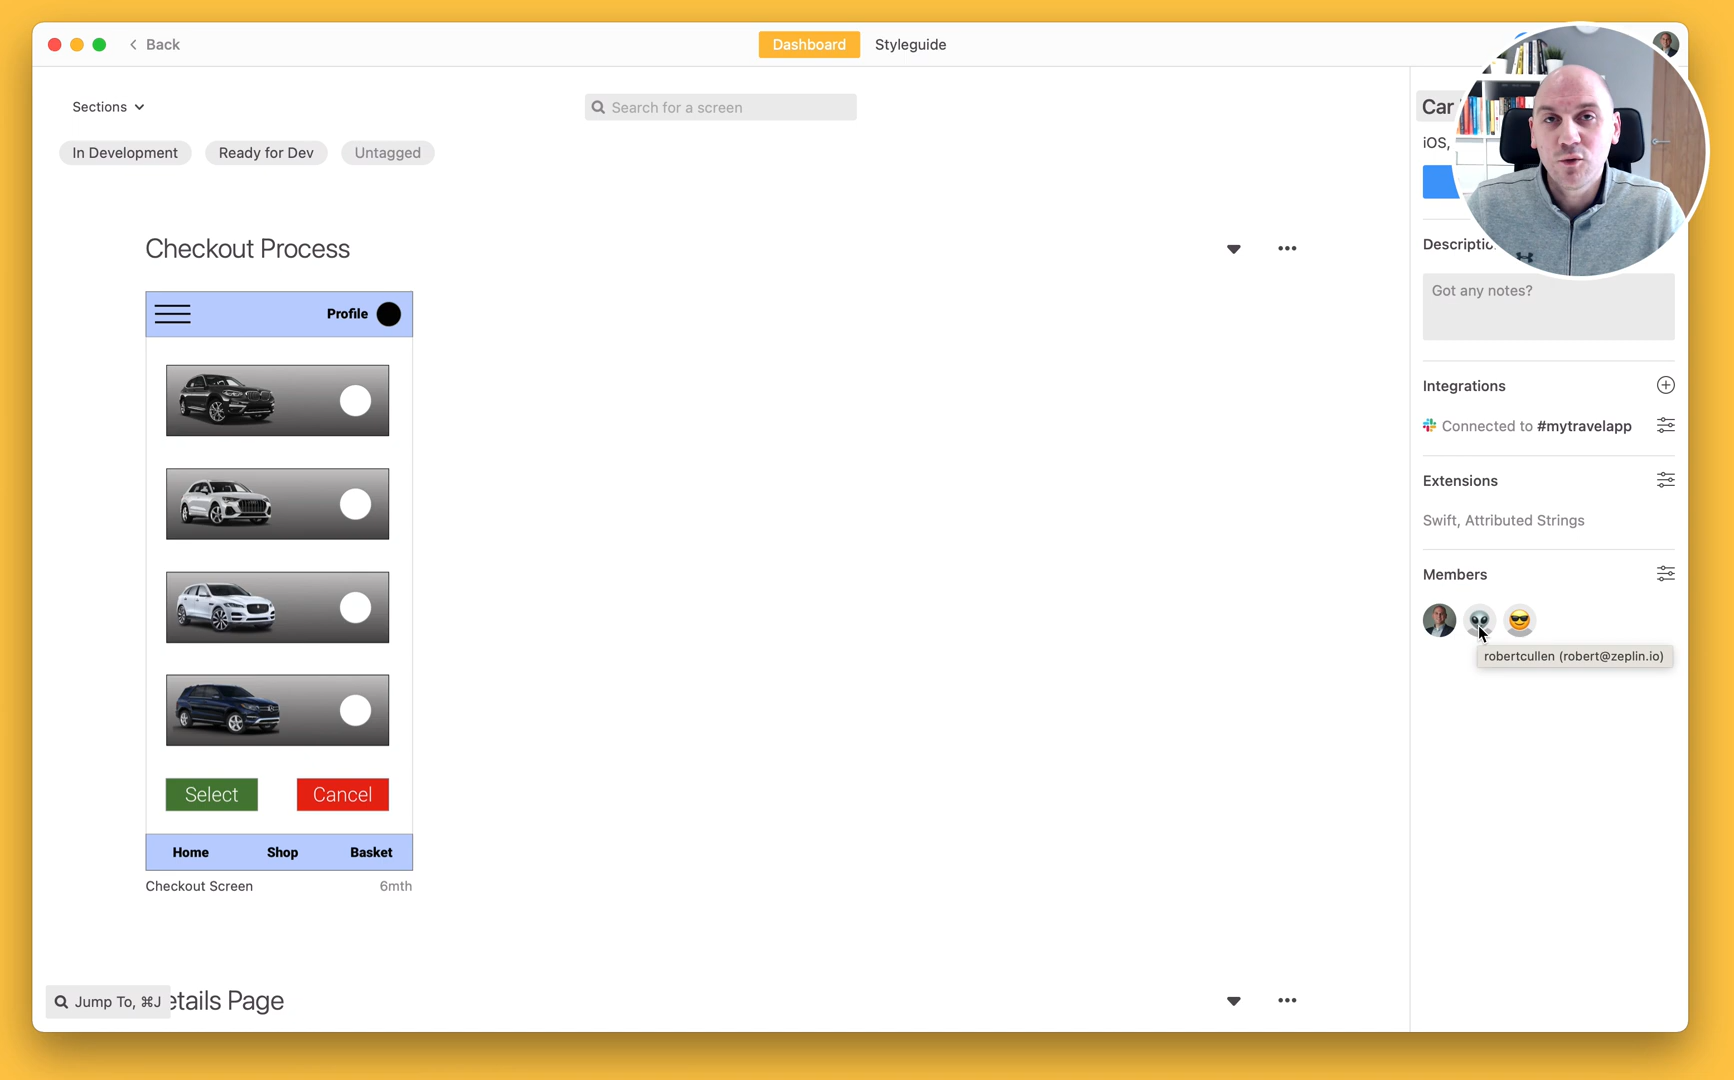 Back
Dashboard
Styleguide
Sections
Search for a screen
In Development
Ready for Dev
Untagged
Checkout Process
Profile
Select
Cancel
Home
Shop
Basket
Checkout Screen
6mth
Jump To, ⌘J
etails Page
Car
iOS,
Descriptio
Got any notes?
Integrations
Connected to #mytravelapp
Extensions
Swift, Attributed Strings
Members
robertcullen (robert@zeplin.io)